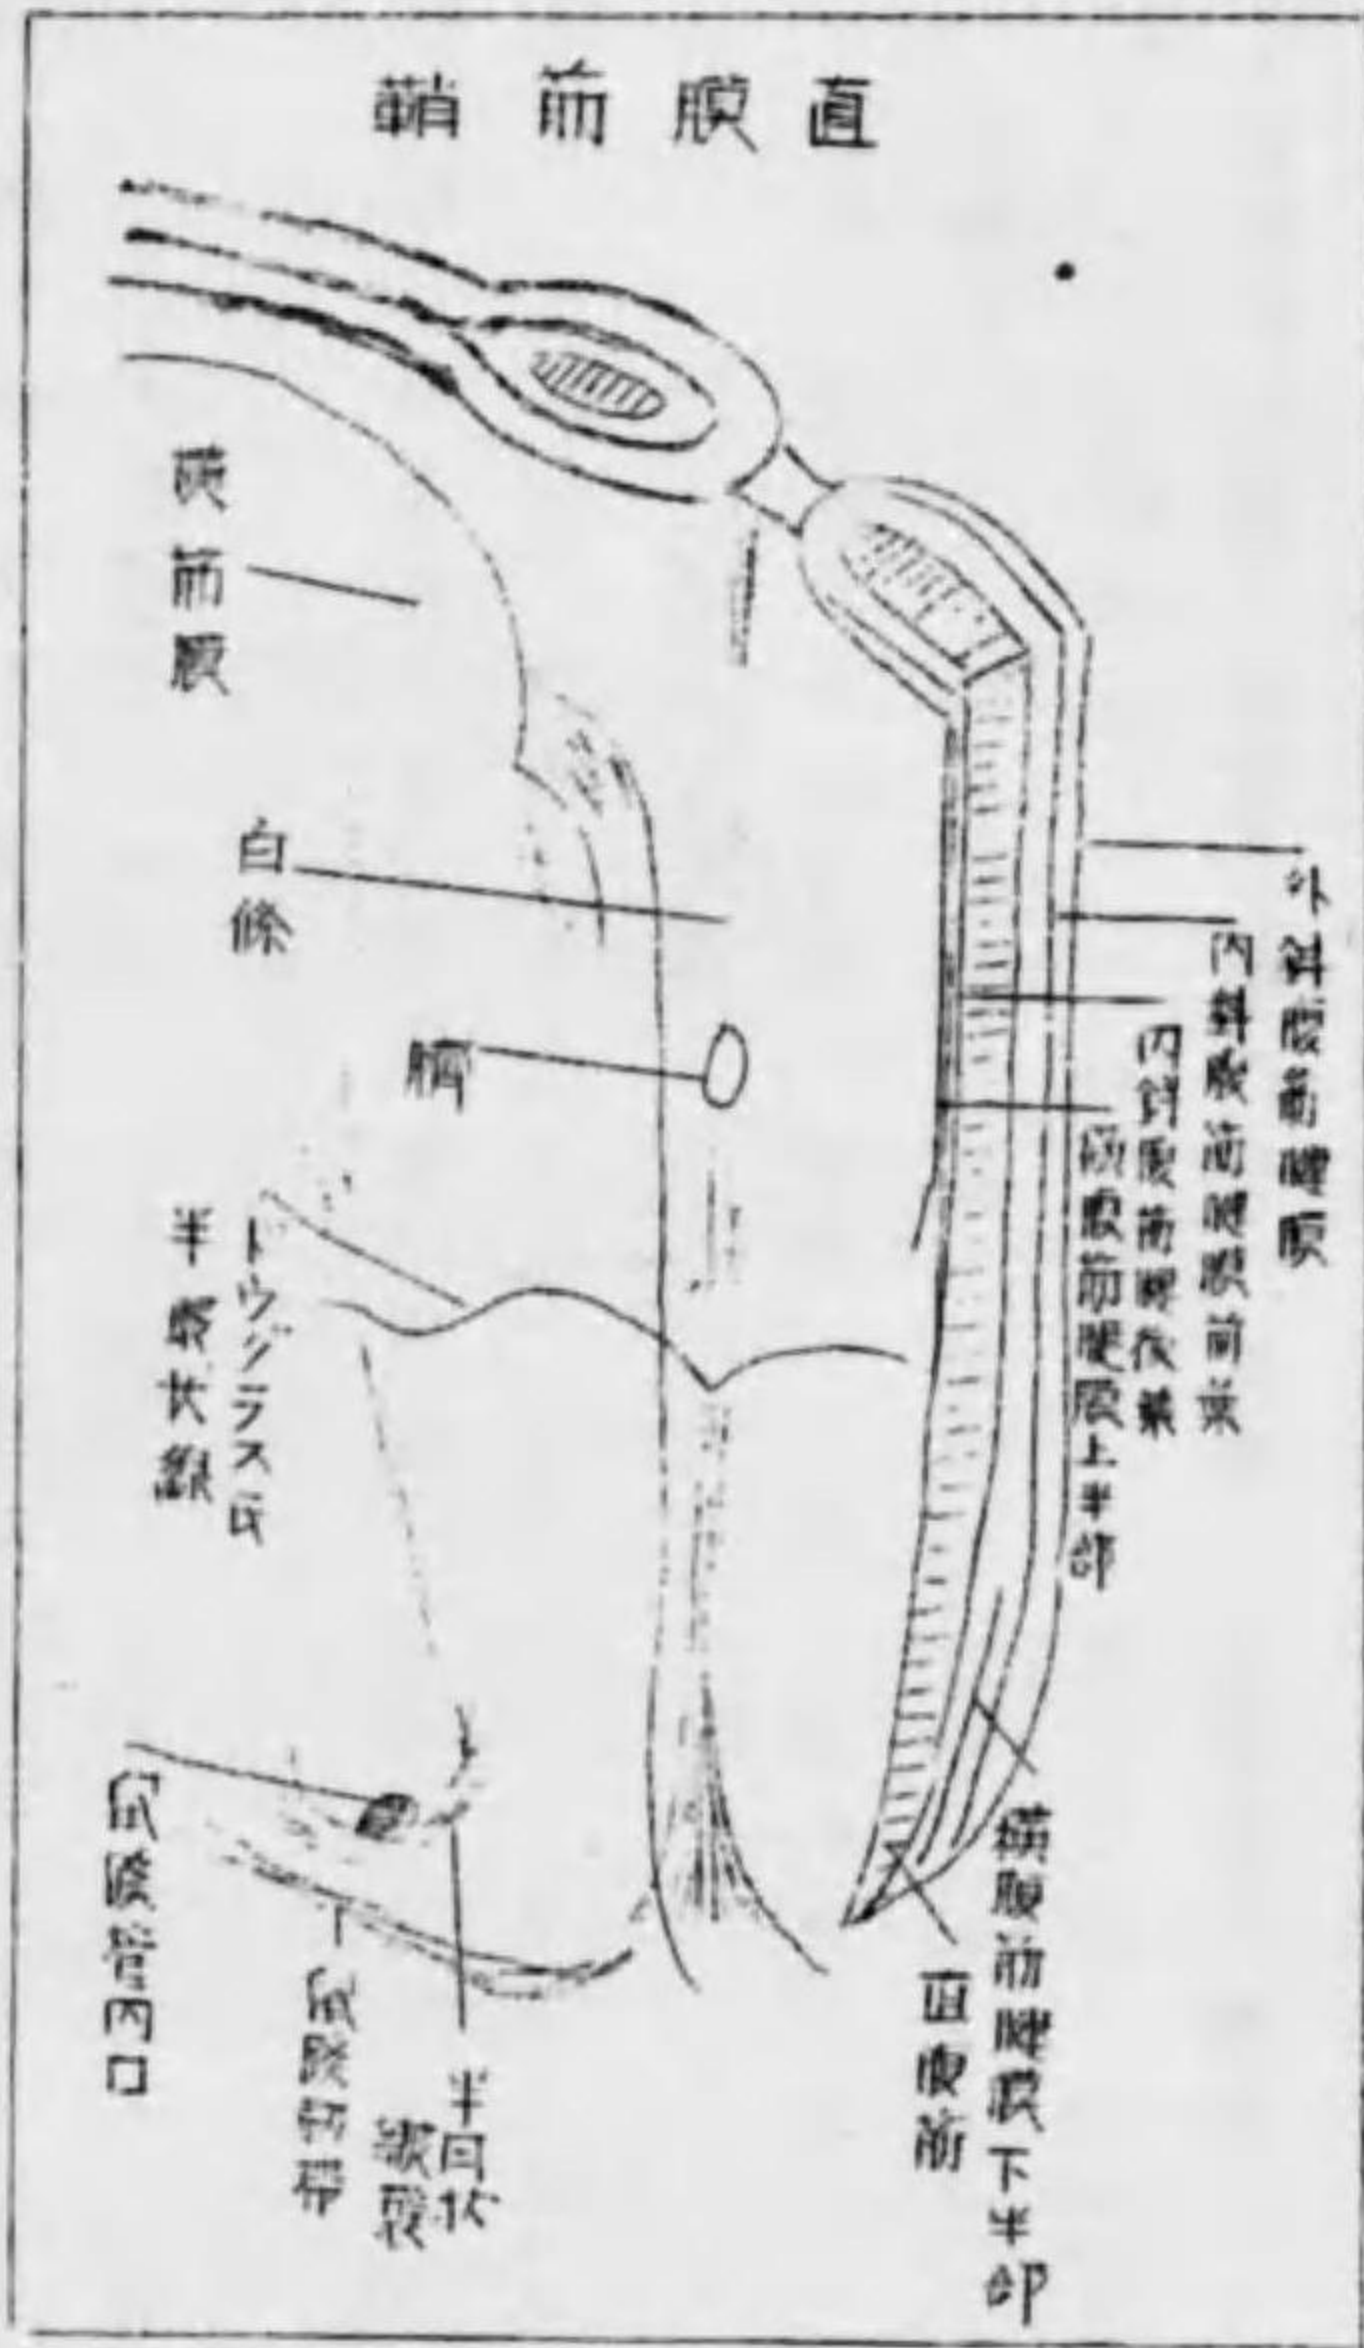 直腹筋鞘
外斜腹筋腱膜
内斜腹筋腱膜前葉
内斜腹筋腱後葉
横腹筋腱膜上半部
横腹筋腱膜下半部
直腹筋
横筋膜
白條
臍
ドウグラス氏
半環状線
半月状
皺襞
鼠蹊靱帯
鼠蹊管内口